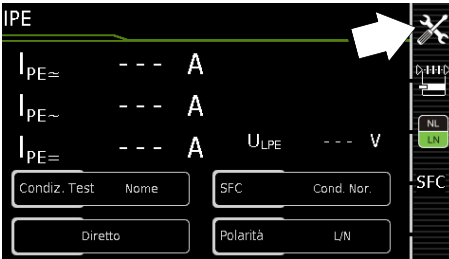 IPE
IPE≃ --- A
IPE~ --- A
NL
LN
IPE= --- A
ULPE --- V
Condiz. Test Nome
SFC Cond. Nor.
SFC
Diretto
Polarità L/N